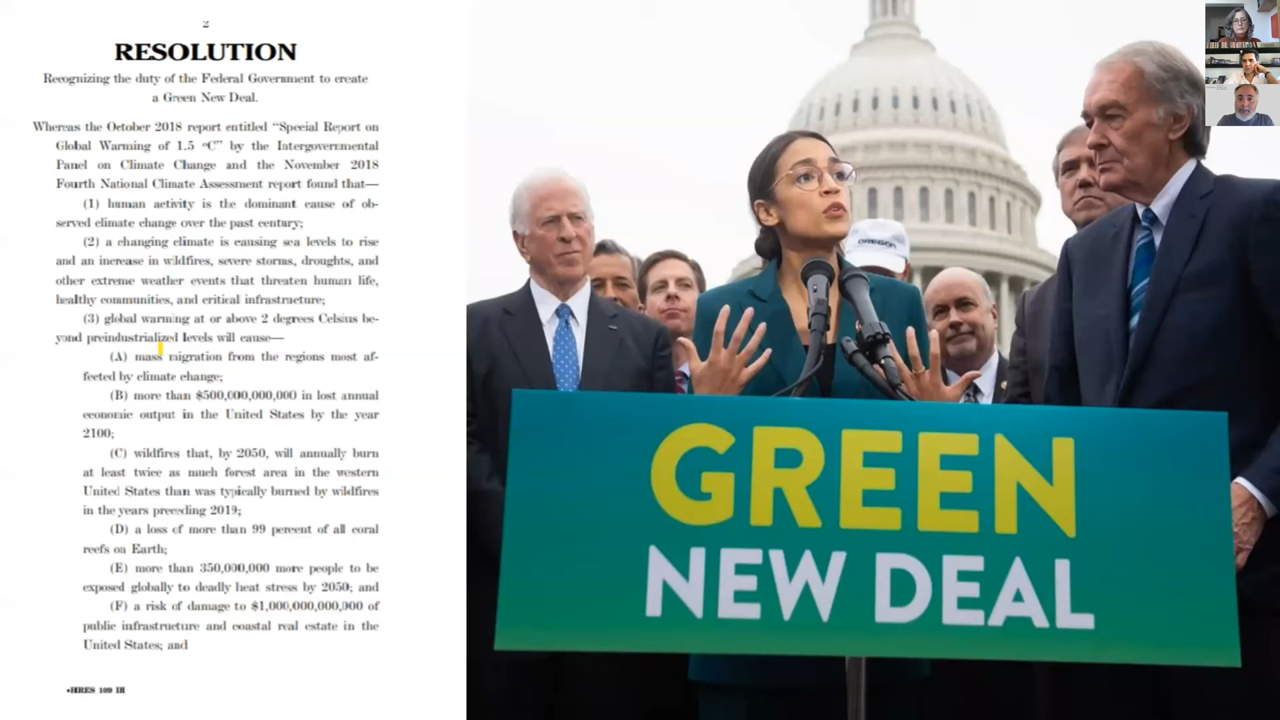 2
RESOLUTION
Recognizing the duty of the Federal Government to create
a Green New Deal.
Whereas the October 2018 report entitled “Special Report on
Global Warming of 1.5 ºC” by the Intergovernmental
Panel on Climate Change and the November 2018
Fourth National Climate Assessment report found that—
(1) human activity is the dominant cause of ob-
served climate change over the past century;
(2) a changing climate is causing sea levels to rise
and an increase in wildfires, severe storms, droughts, and
other extreme weather events that threaten human life,
healthy communities, and critical infrastructure;
(3) global warming at or above 2 degrees Celsius be-
yond preindustrialized levels will cause—
(A) mass migration from the regions most af-
fected by climate change;
(B) more than $500,000,000,000 in lost annual
economic output in the United States by the year
2100;
(C) wildfires that, by 2050, will annually burn
at least twice as much forest area in the western
United States than was typically burned by wildfires
in the years preceding 2019;
(D) a loss of more than 99 percent of all coral
reefs on Earth;
(E) more than 350,000,000 more people to be
exposed globally to deadly heat stress by 2050; and
(F) a risk of damage to $1,000,000,000,000 of
public infrastructure and coastal real estate in the
United States; and
•HRES 109 IH
OREGON
GREEN
NEW DEAL